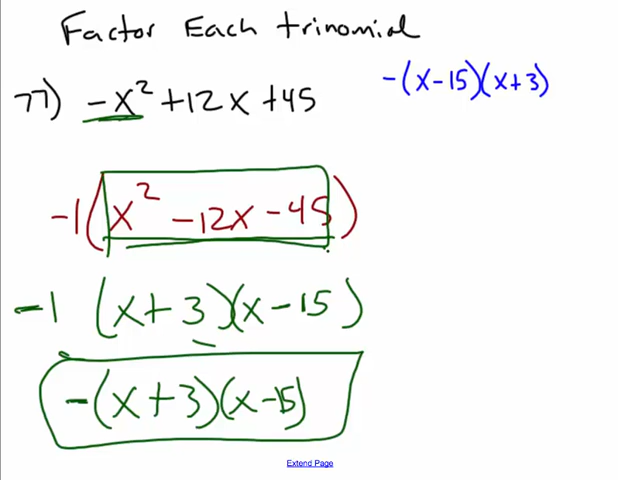 Factor Each trinomial
77) -x² +12x +45
-(x-15)(x+3)
-1(x² -12x -45)
-1 (x+3)(x-15)
-(x+3)(x-15)
Extend Page